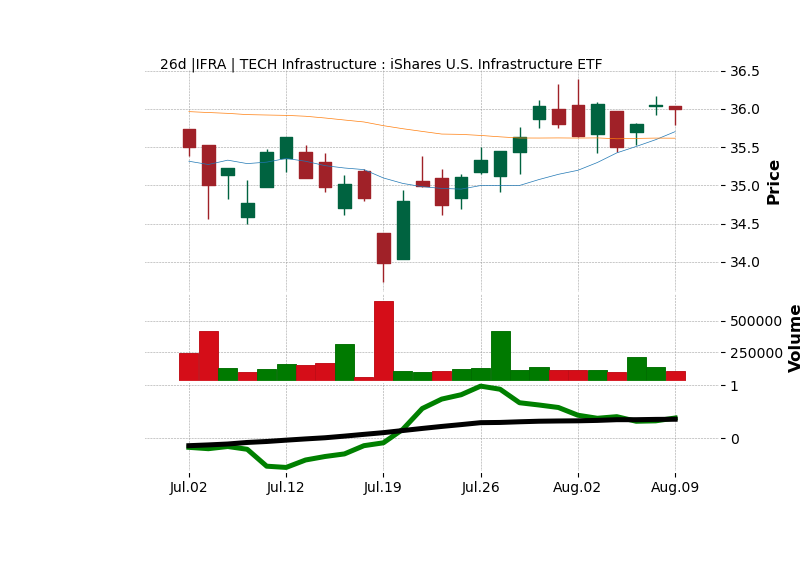 26d |IFRA | TECH Infrastructure : iShares U.S. Infrastructure ETF
36.5
36.0
35.5
35.0
34.5
34.0
Price
500000
250000
Volume
1
0
Jul.02 Jul.12 Jul.19 Jul.26 Aug.02 Aug.09